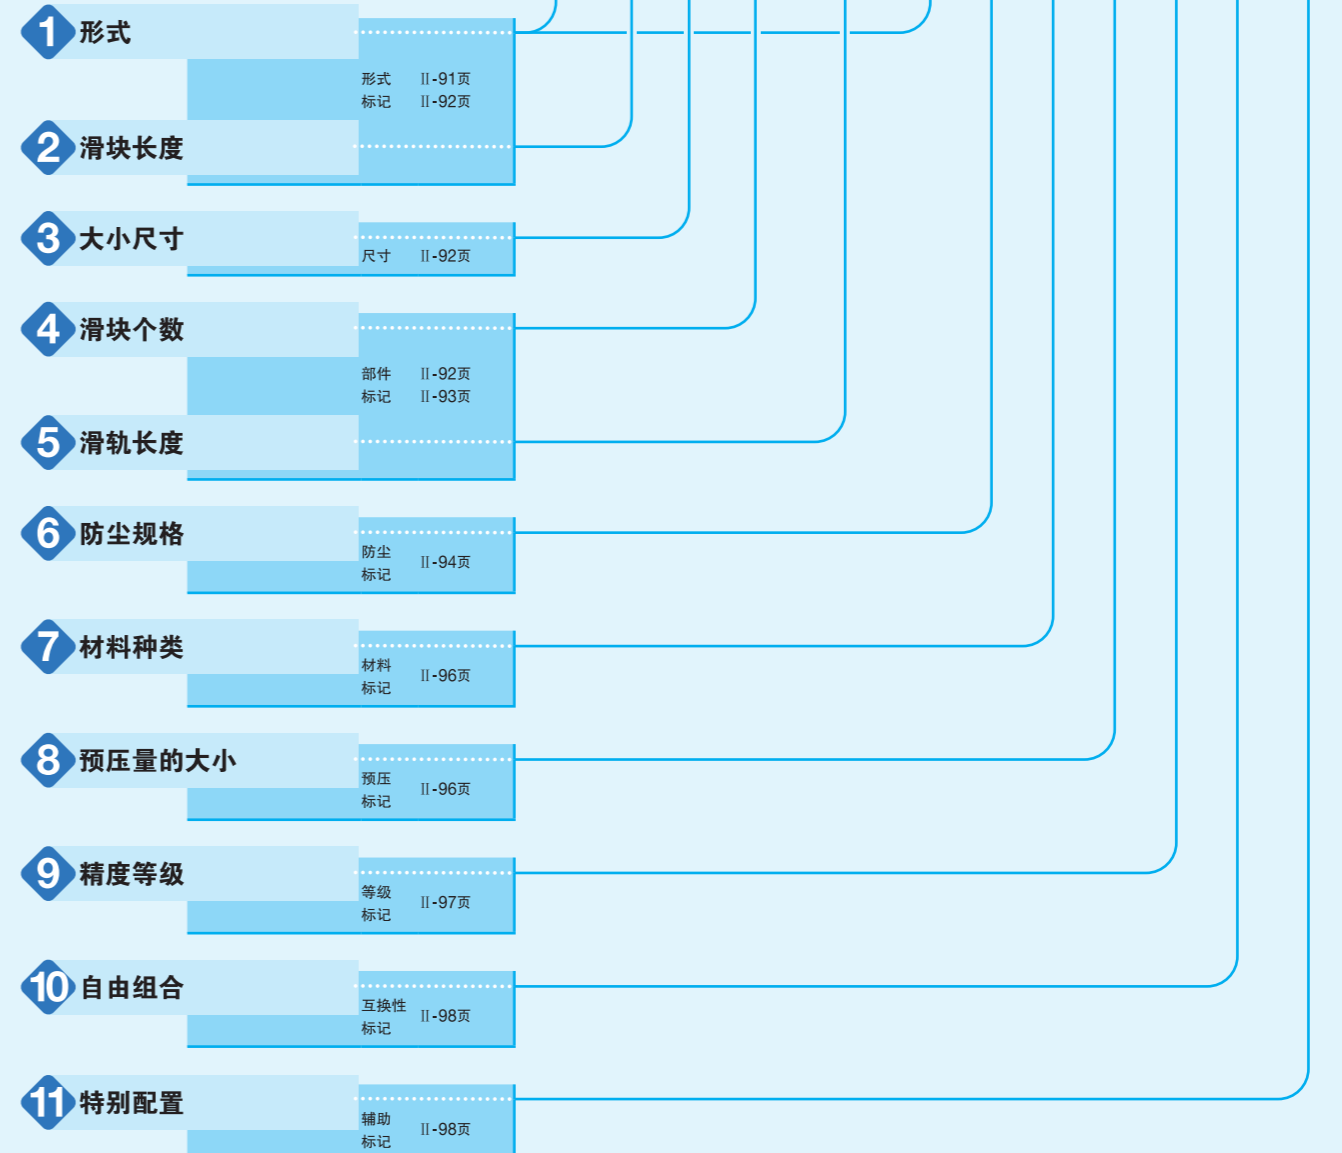 1 形式
形式 II-91页
标记 II-92页
2 滑块长度
3 大小尺寸
尺寸 II-92页
4 滑块个数
部件 II-92页
标记 II-93页
5 滑轨长度
6 防尘规格
防尘
标记 II-94页
7 材料种类
材料
标记 II-96页
8 预压量的大小
预压
标记 II-96页
9 精度等级
等级
标记 II-97页
10 自由组合
互换性
标记 II-98页
11 特别配置
辅助
标记 II-98页